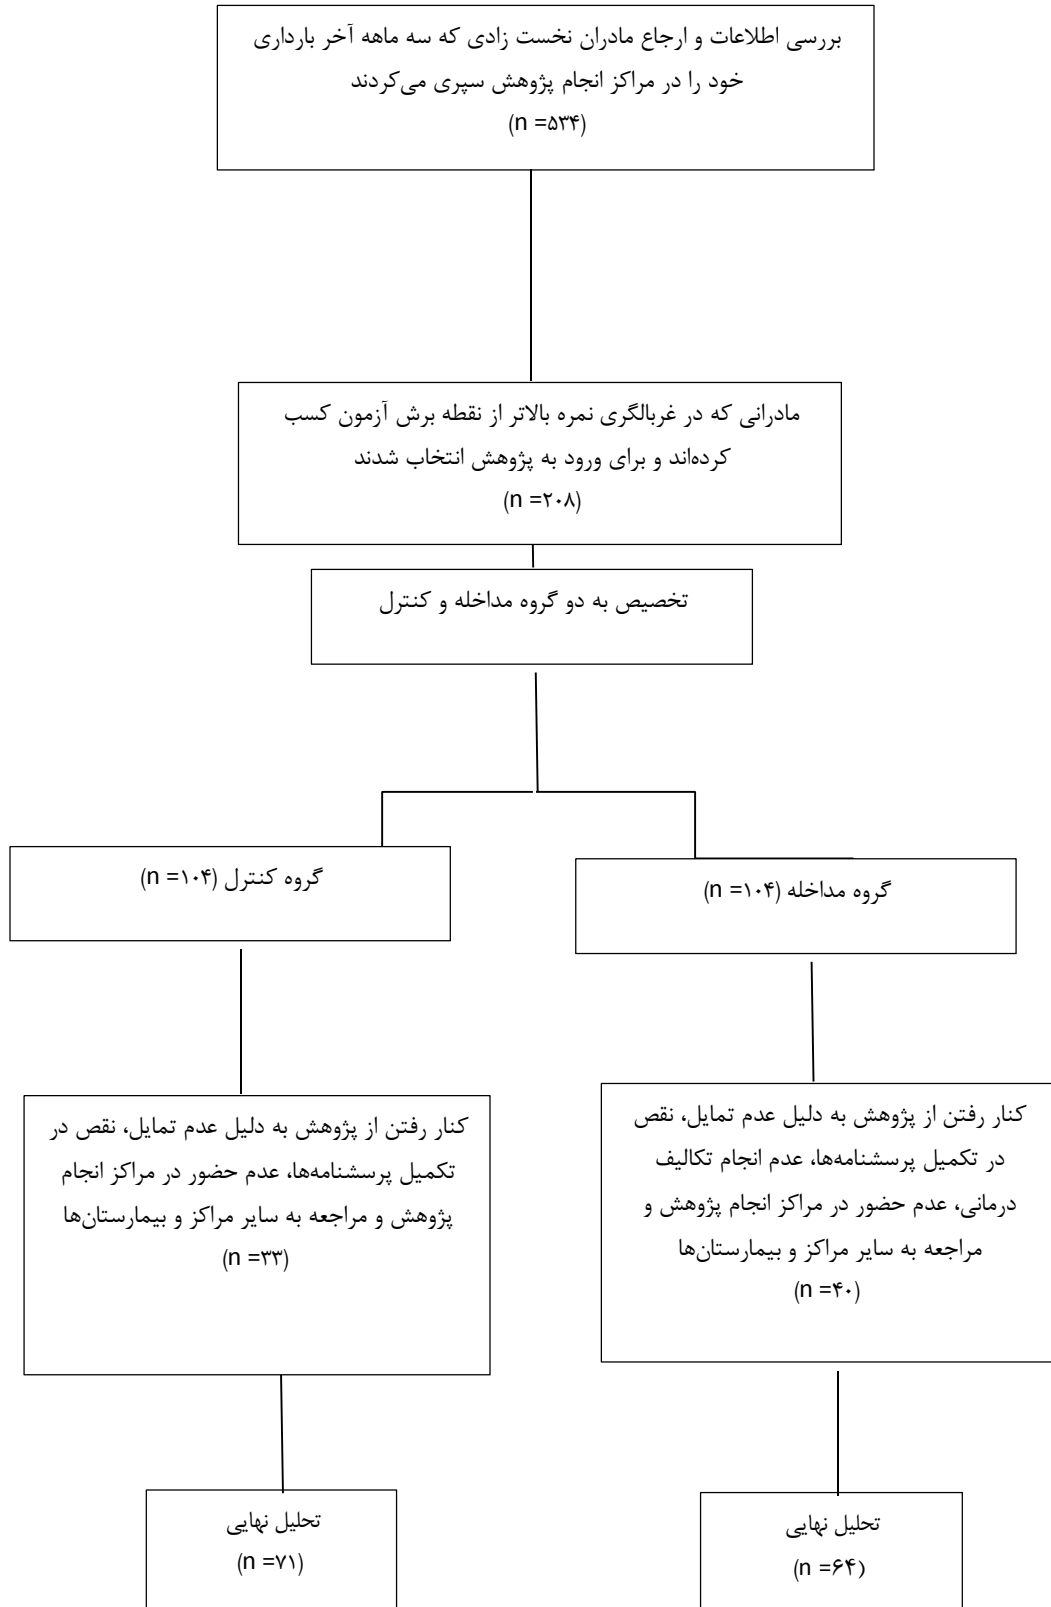 بررسی اطلاعات و ارجاع مادران نخست زادی که سه ماهه آخر بارداری
خود را در مراکز انجام پژوهش سپری می‌کردند
(n =۵۳۴)
مادرانی که در غربالگری نمره بالاتر از نقطه برش آزمون کسب
کرده‌اند و برای ورود به پژوهش انتخاب شدند
(n =۲۰۸)
تخصیص به دو گروه مداخله و کنترل
گروه مداخله (n =۱۰۴)
گروه کنترل (n =۱۰۴)
کنار رفتن از پژوهش به دلیل عدم تمایل، نقص
در تکمیل پرسشنامه‌ها، عدم انجام تکالیف
درمانی، عدم حضور در مراکز انجام پژوهش و
مراجعه به سایر مراکز و بیمارستان‌ها
(n =۴۰)
کنار رفتن از پژوهش به دلیل عدم تمایل، نقص در
تکمیل پرسشنامه‌ها، عدم حضور در مراکز انجام
پژوهش و مراجعه به سایر مراکز و بیمارستان‌ها
(n =۳۳)
تحلیل نهایی
(n =۶۴)
تحلیل نهایی
(n =۷۱)